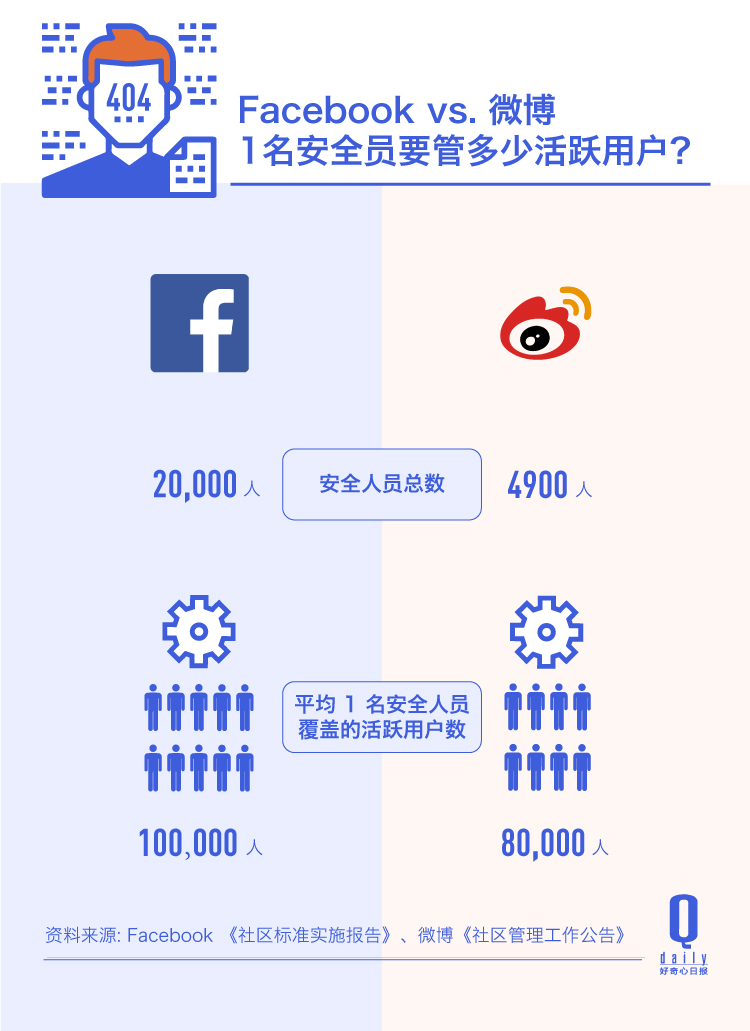 404
Facebook vs. 微博
1名安全员要管多少活跃用户?
20,000 人
安全人员总数
4900 人
平均 1 名安全人员
覆盖的活跃用户数
100,000 人
80,000 人
资料来源: Facebook 《社区标准实施报告》、微博《社区管理工作公告》
Q
daily
好奇心日报